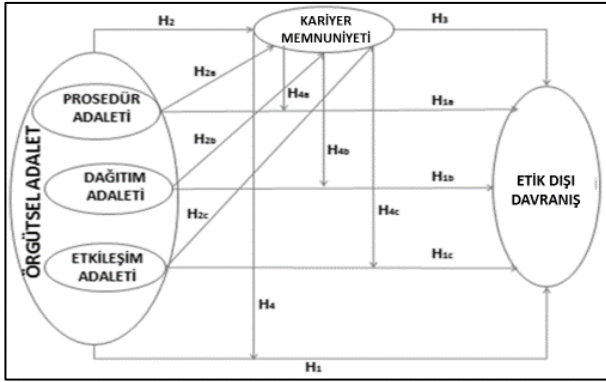 H2
KARİYER
MEMNUNİYETİ
H3
H2a
H4a
PROSEDÜR
ADALETİ
H1a
H2b
H4b
ÖRGÜTSEL ADALET
DAĞITIM
ADALETİ
H1b
ETİK DIŞI
DAVRANIŞ
H2c
H4c
ETKİLEŞİM
ADALETİ
H1c
H4
H1